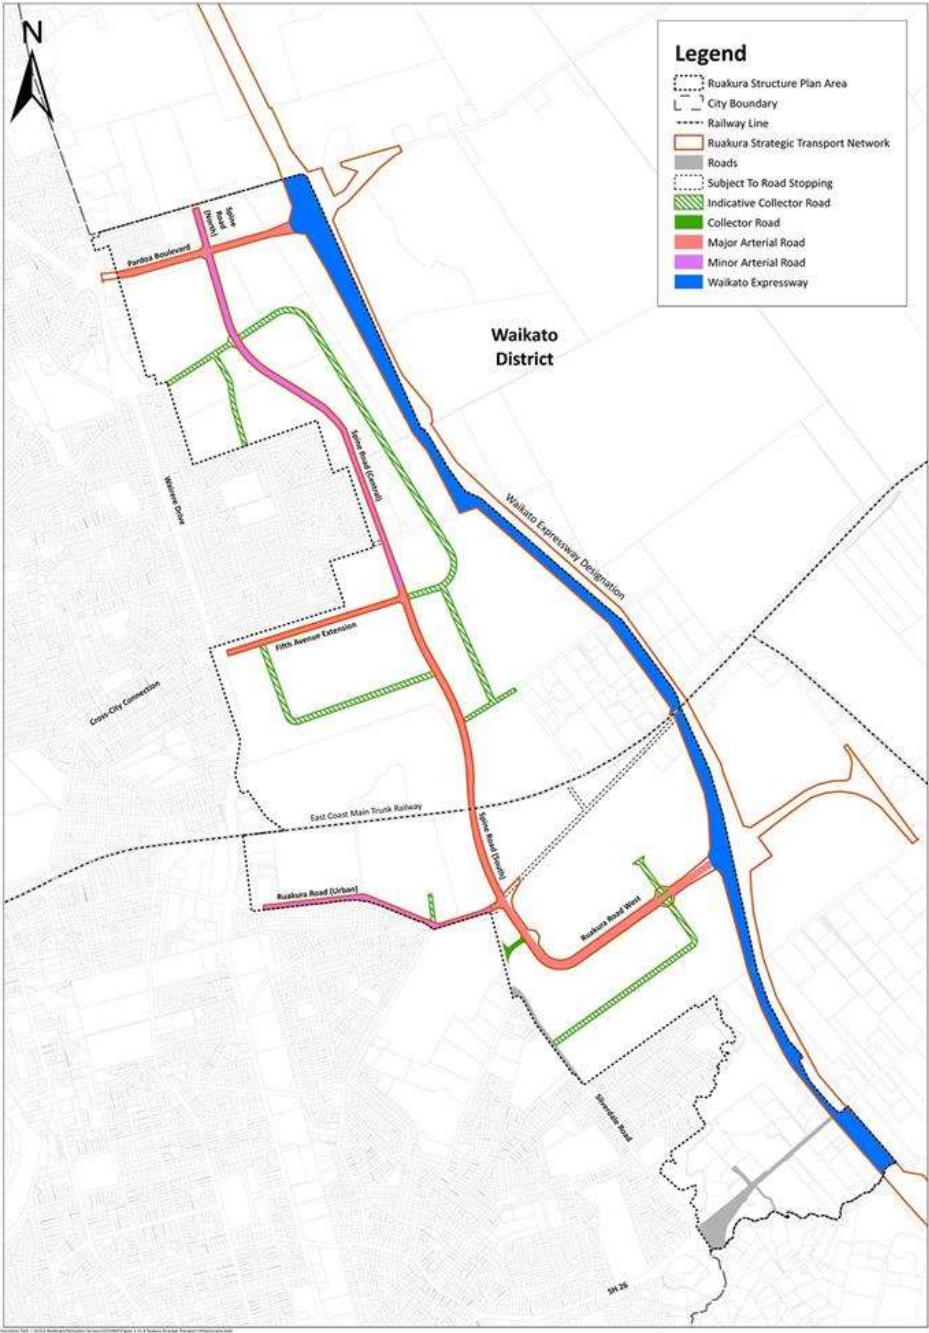 N
Legend
Ruakura Structure Plan Area
City Boundary
Railway Line
Ruakura Strategic Transport Network
Roads
Subject To Road Stopping
Indicative Collector Road
Collector Road
Major Arterial Road
Minor Arterial Road
Waikato Expressway
Spine
Road
(North)
Pardoa Boulevard
Waikato
District
Spine Road (Central)
Wairere Drive
Waikato Expressway Designation
Fifth Avenue Extension
Cross-City Connection
East Coast Main Trunk Railway
Spine Road (South)
Ruakura Road (Urban)
Ruakura Road West
Silverdale Road
SH 26